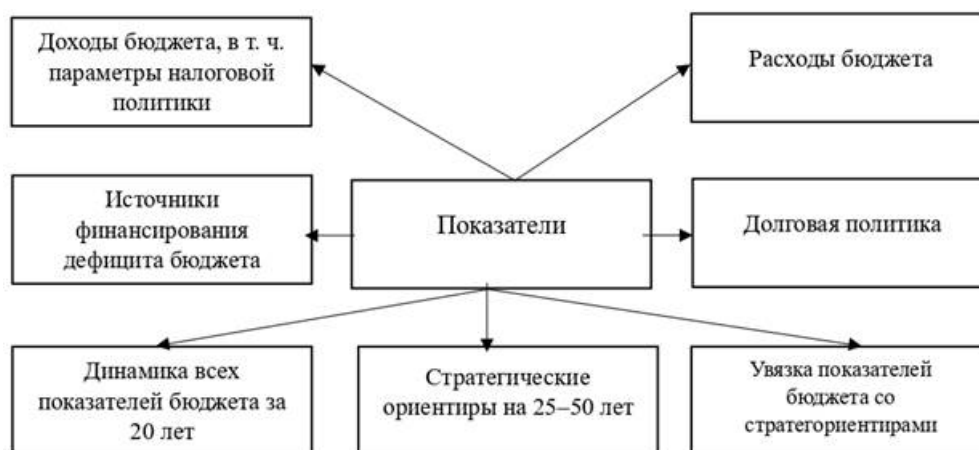 Доходы бюджета, в т. ч.
параметры налоговой
политики
Расходы бюджета
Источники
финансирования
дефицита бюджета
Показатели
Долговая политика
Динамика всех
показателей бюджета за
20 лет
Стратегические
ориентиры на 25–50 лет
Увязка показателей
бюджета со
стратегориентирами